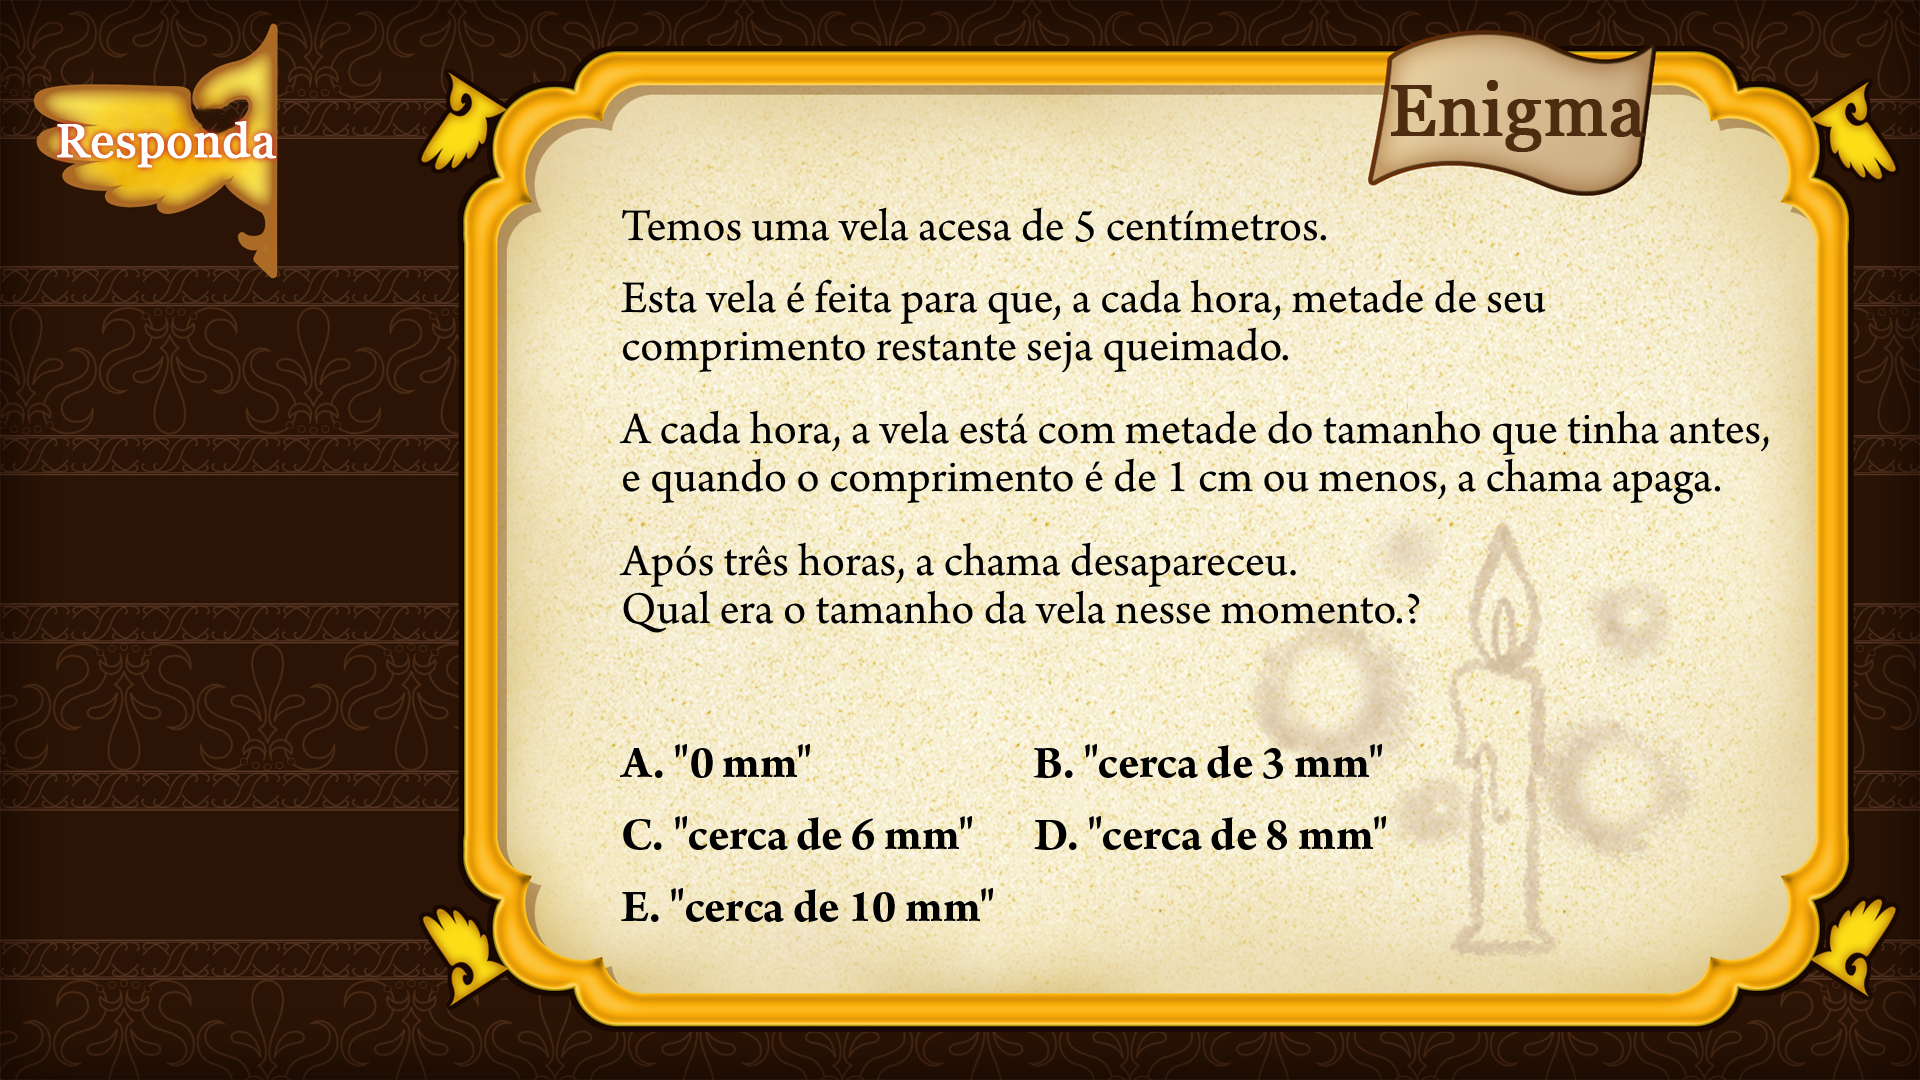 Responda
Enigma
Temos uma vela acesa de 5 centímetros.
Esta vela é feita para que, a cada hora, metade de seu
comprimento restante seja queimado.
A cada hora, a vela está com metade do tamanho que tinha antes,
e quando o comprimento é de 1 cm ou menos, a chama apaga.
Após três horas, a chama desapareceu.
Qual era o tamanho da vela nesse momento.?
A. "0 mm"
B. "cerca de 3 mm"
C. "cerca de 6 mm"
D. "cerca de 8 mm"
E. "cerca de 10 mm"